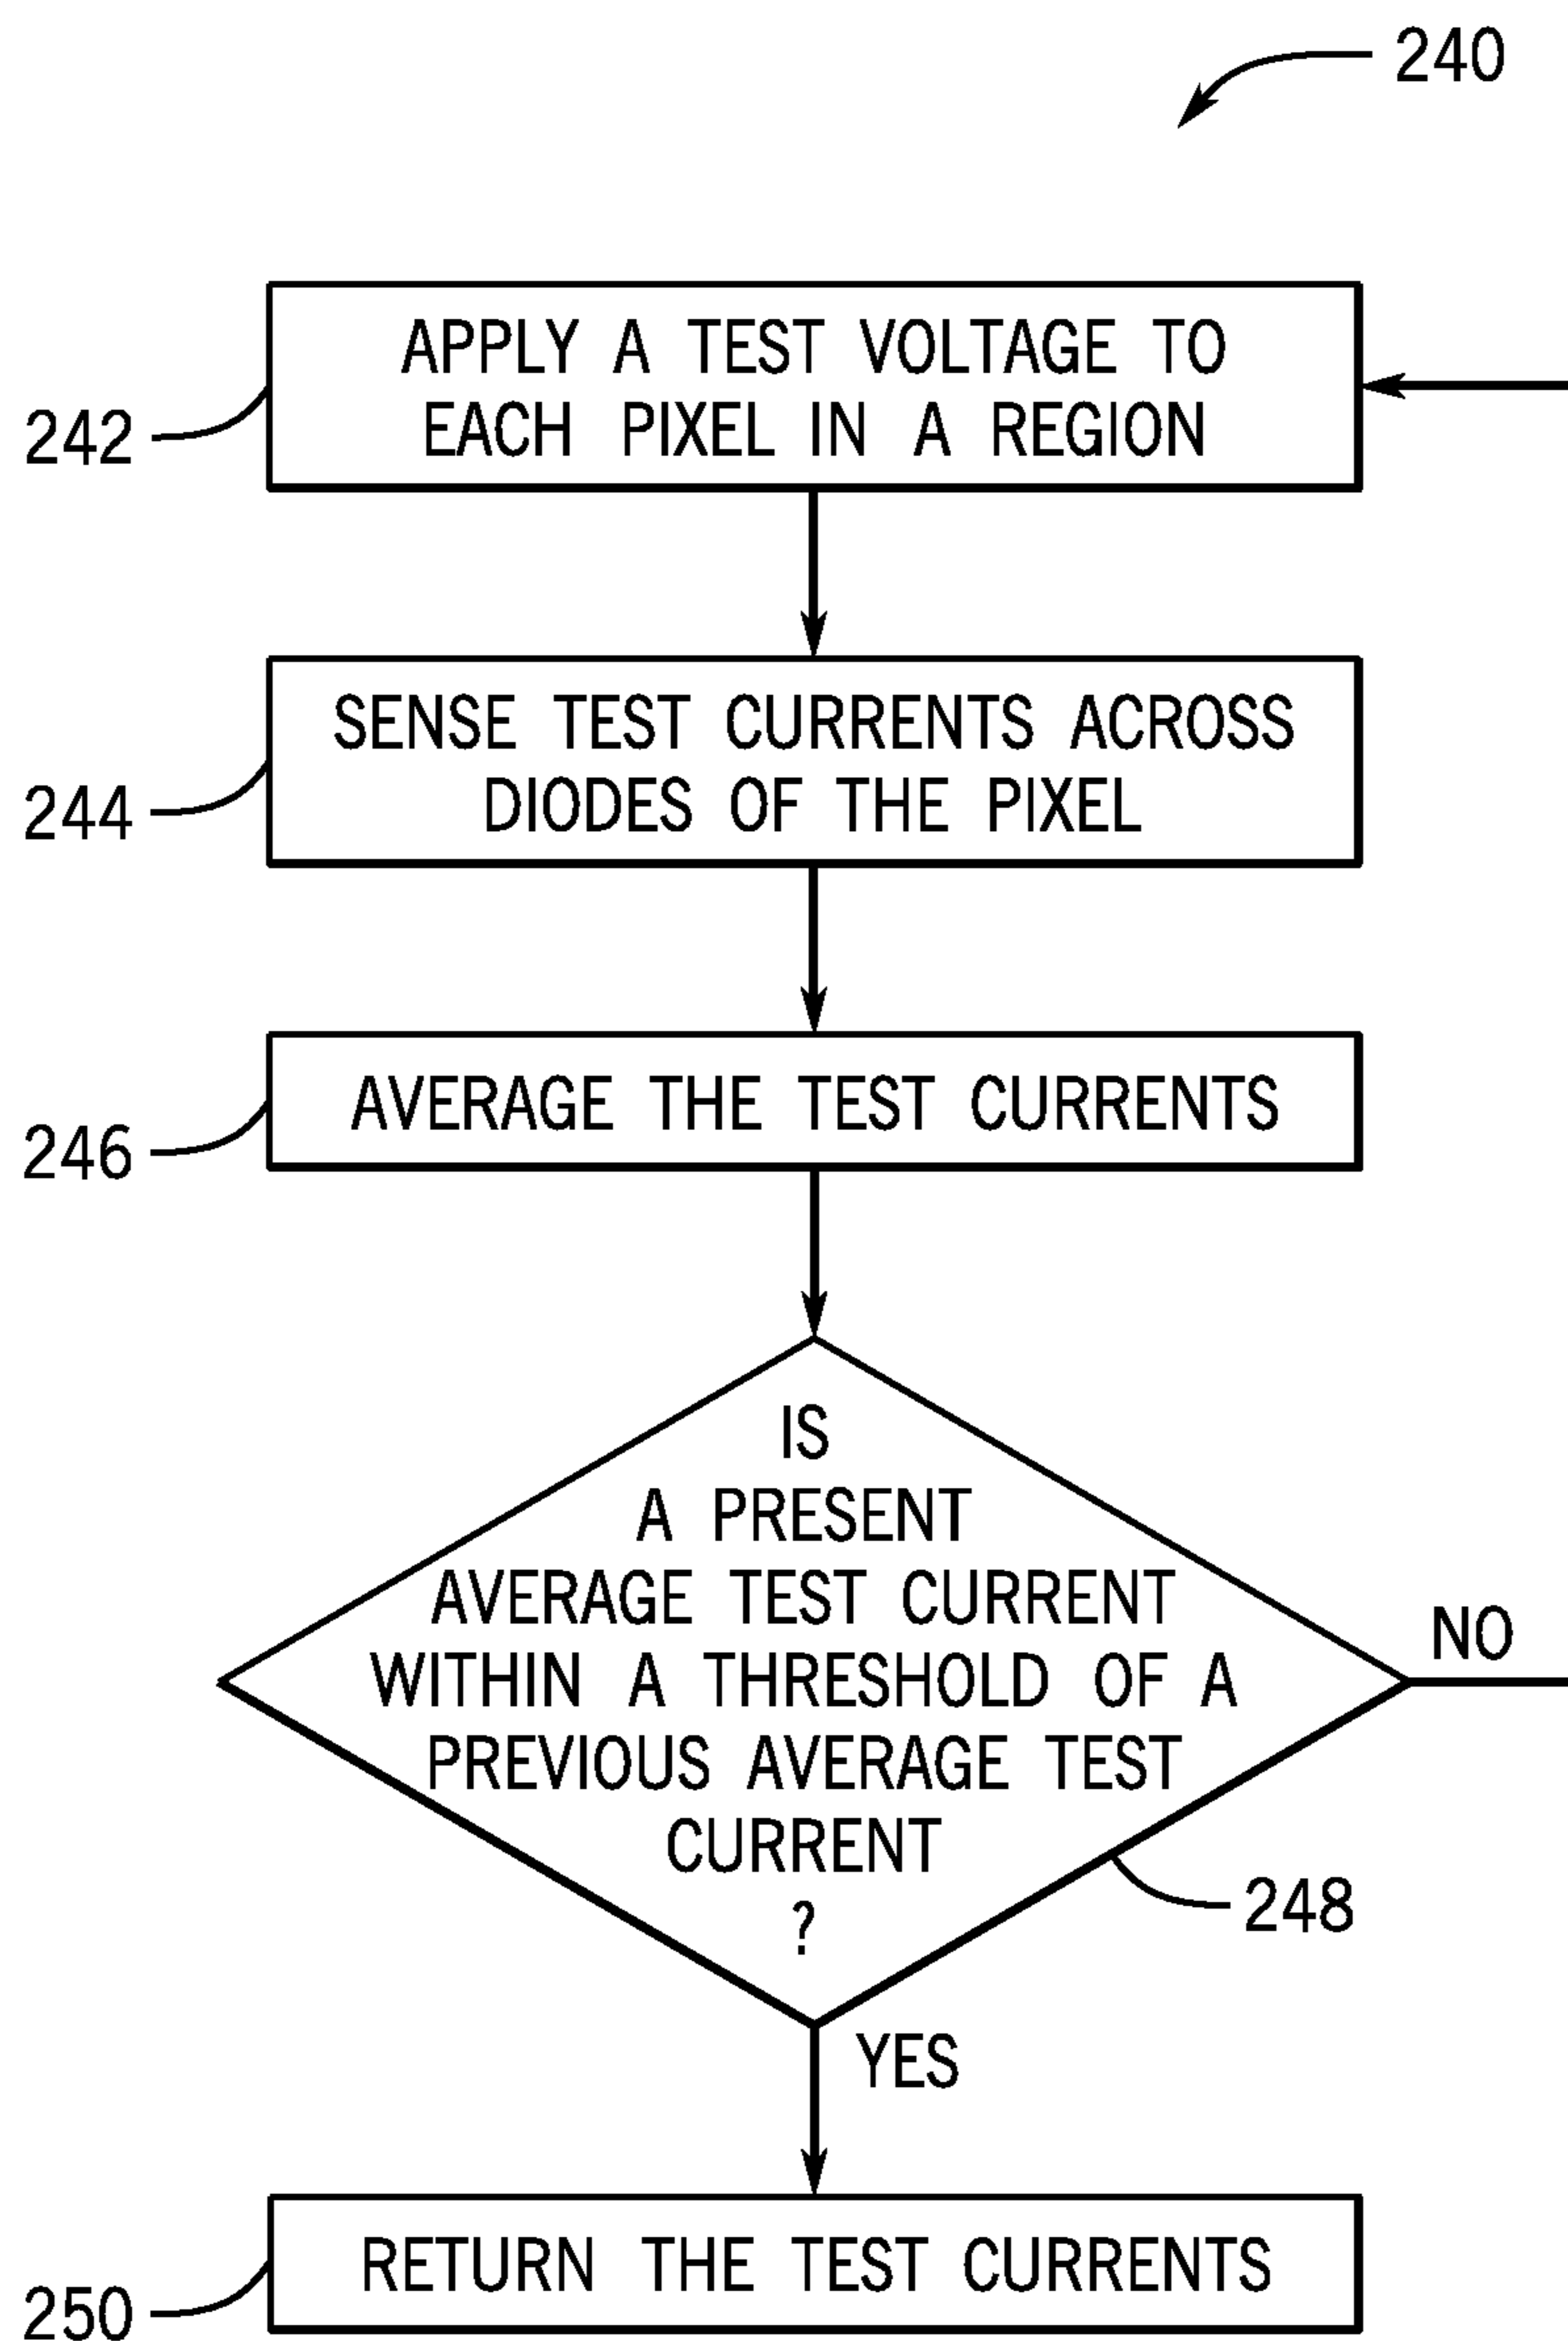 240
APPLY A TEST VOLTAGE TO
EACH PIXEL IN A REGION
242
SENSE TEST CURRENTS ACROSS
DIODES OF THE PIXEL
244
AVERAGE THE TEST CURRENTS
246
IS
A PRESENT
AVERAGE TEST CURRENT
WITHIN A THRESHOLD OF A
PREVIOUS AVERAGE TEST
CURRENT
?
NO
248
YES
RETURN THE TEST CURRENTS
250